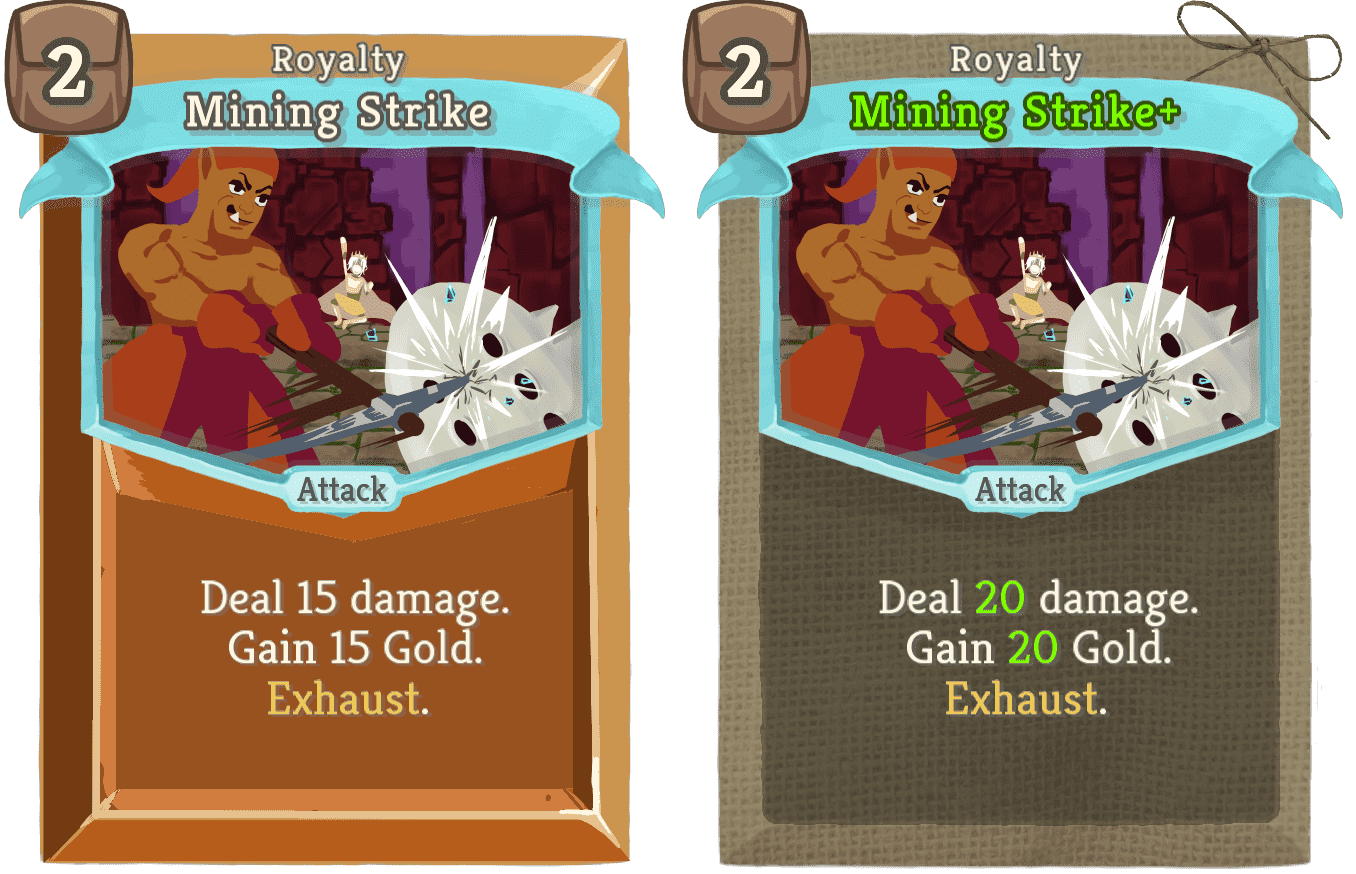 2
Royalty
Mining Strike
Attack
Deal 15 damage.
Gain 15 Gold.
Exhaust.
2
Royalty
Mining Strike+
Attack
Deal 20 damage.
Gain 20 Gold.
Exhaust.